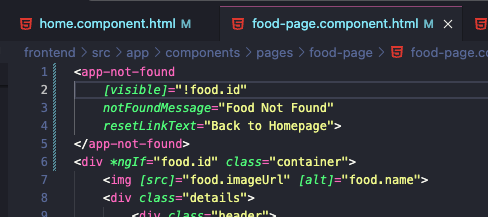 home.component.html M
food-page.component.html M
frontend > src > app > components > pages > food-page > food-page.co
1 <app-not-found
2 [visible]="!food.id"
3 notFoundMessage="Food Not Found"
4 resetLinkText="Back to Homepage">
5 </app-not-found>
6 <div *ngIf="food.id" class="container">
7 <img [src]="food.imageUrl" [alt]="food.name">
8 <div class="details">
9 <div class="header">